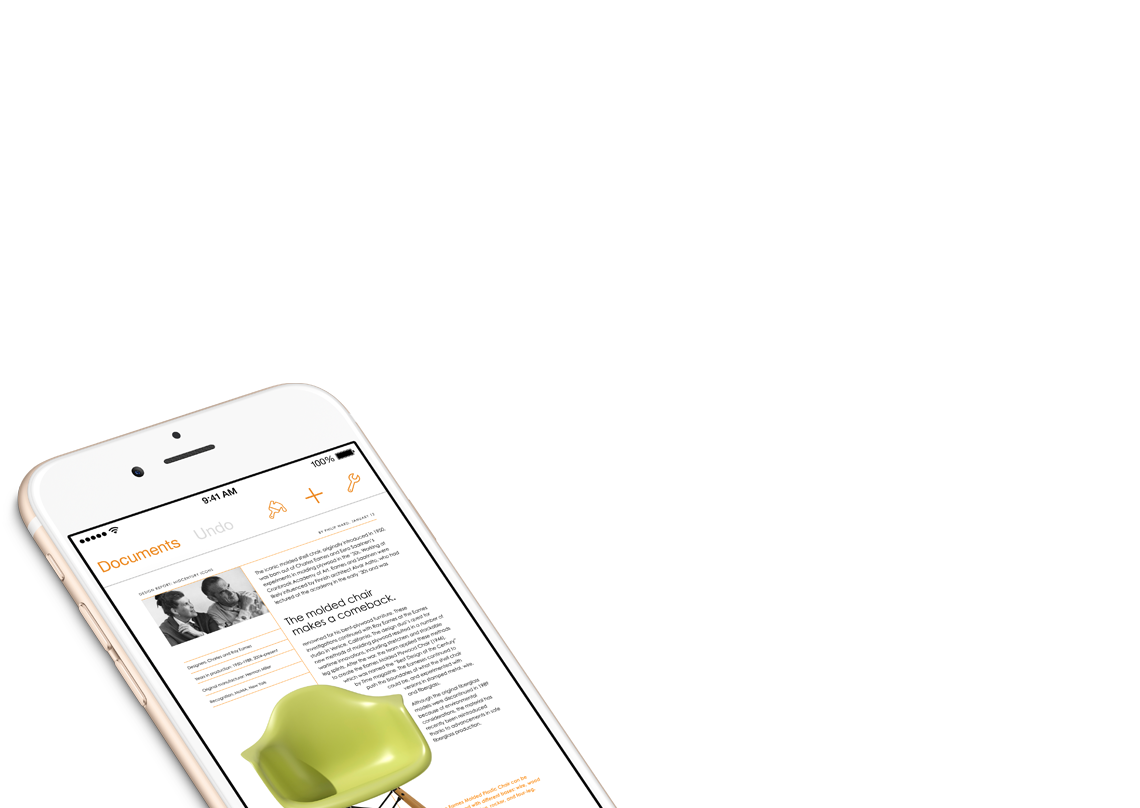 9:41 AM
100%
Documents
Undo
DESIGN REPORT: MIDCENTURY ICONS
BY PHILIP WARD, JANUARY 12
The iconic molded shell chair, originally introduced in 1950,
was born out of Charles Eames and Eero Saarinen's
experiments in molding plywood in the '30s. Working at
Cranbrook Academy of Art, Eames and Saarinen were
likely influenced by Finnish architect Alvar Aalto, who had
lectured at the academy in the early '30s and was
Designers: Charles and Ray Eames
Years in production: 1950–1989, 2004–present
Original manufacturer: Herman Miller
Recognition: MoMA, New York
The molded chair
makes a comeback.
renowned for his bent-plywood furniture. These
investigations continued with Ray Eames at the Eames
studio in Venice, California. The design duo's quest for
new methods of molding plywood resulted in a number of
wartime innovations, including stretchers and stackable
leg splints. After the war, the team applied these methods
to create the Eames Molded Plywood Chair (1946),
which was named the "Best Design of the Century"
by Time magazine. The Eameses continued to
push the boundaries of what the shell chair
could be, and experimented with
versions in stamped metal, wire,
and fiberglass.
Although the original fiberglass
models were discontinued in 1989
because of environmental
considerations, the material has
recently been reintroduced
thanks to advancements in safe
fiberglass production.
Eames Molded Plastic Chair can be
with different bases: wire, wood
rocker, and four-leg.